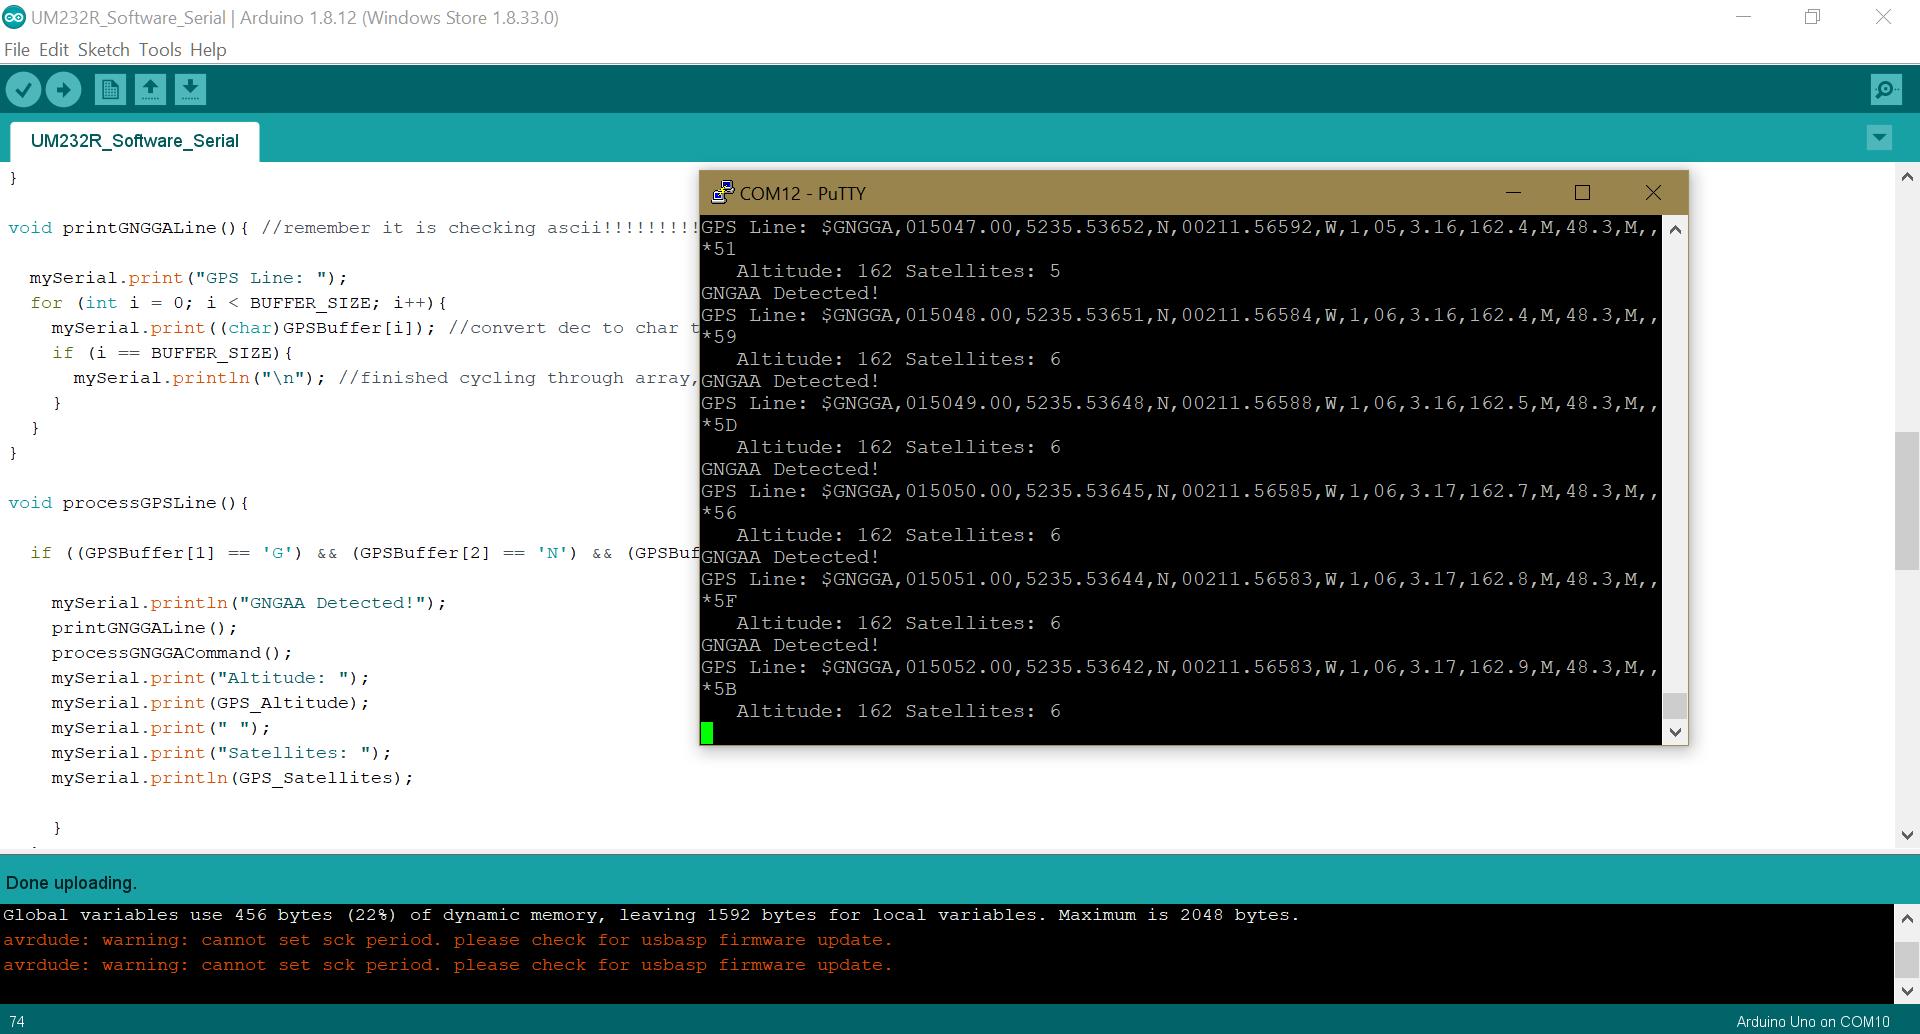 UM232R_Software_Serial | Arduino 1.8.12 (Windows Store 1.8.33.0)
File Edit Sketch Tools Help
UM232R_Software_Serial
}
void printGNGGALine(){ //remember it is checking ascii!!!!!!!!!
mySerial.print("GPS Line: ");
for (int i = 0; i < BUFFER_SIZE; i++){
mySerial.print((char)GPSBuffer[i]); //convert dec to char t
if (i == BUFFER_SIZE){
mySerial.println("\n"); //finished cycling through array,
}
}
}
void processGPSLine(){
if ((GPSBuffer[1] == 'G') && (GPSBuffer[2] == 'N') && (GPSBuf
mySerial.println("GNGAA Detected!");
printGNGGALine();
processGNGGACommand();
mySerial.print("Altitude: ");
mySerial.print(GPS_Altitude);
mySerial.print(" ");
mySerial.print("Satellites: ");
mySerial.println(GPS_Satellites);
}
COM12 - PuTTY
GPS Line: $GNGGA,015047.00,5235.53652,N,00211.56592,W,1,05,3.16,162.4,M,48.3,M,,
*51
Altitude: 162 Satellites: 5
GNGAA Detected!
GPS Line: $GNGGA,015048.00,5235.53651,N,00211.56584,W,1,06,3.16,162.4,M,48.3,M,,
*59
Altitude: 162 Satellites: 6
GNGAA Detected!
GPS Line: $GNGGA,015049.00,5235.53648,N,00211.56588,W,1,06,3.16,162.5,M,48.3,M,,
*5D
Altitude: 162 Satellites: 6
GNGAA Detected!
GPS Line: $GNGGA,015050.00,5235.53645,N,00211.56585,W,1,06,3.17,162.7,M,48.3,M,,
*56
Altitude: 162 Satellites: 6
GNGAA Detected!
GPS Line: $GNGGA,015051.00,5235.53644,N,00211.56583,W,1,06,3.17,162.8,M,48.3,M,,
*5F
Altitude: 162 Satellites: 6
GNGAA Detected!
GPS Line: $GNGGA,015052.00,5235.53642,N,00211.56583,W,1,06,3.17,162.9,M,48.3,M,,
*5B
Altitude: 162 Satellites: 6
Done uploading.
Global variables use 456 bytes (22%) of dynamic memory, leaving 1592 bytes for local variables. Maximum is 2048 bytes.
avrdude: warning: cannot set sck period. please check for usbasp firmware update.
avrdude: warning: cannot set sck period. please check for usbasp firmware update.
74
Arduino Uno on COM10